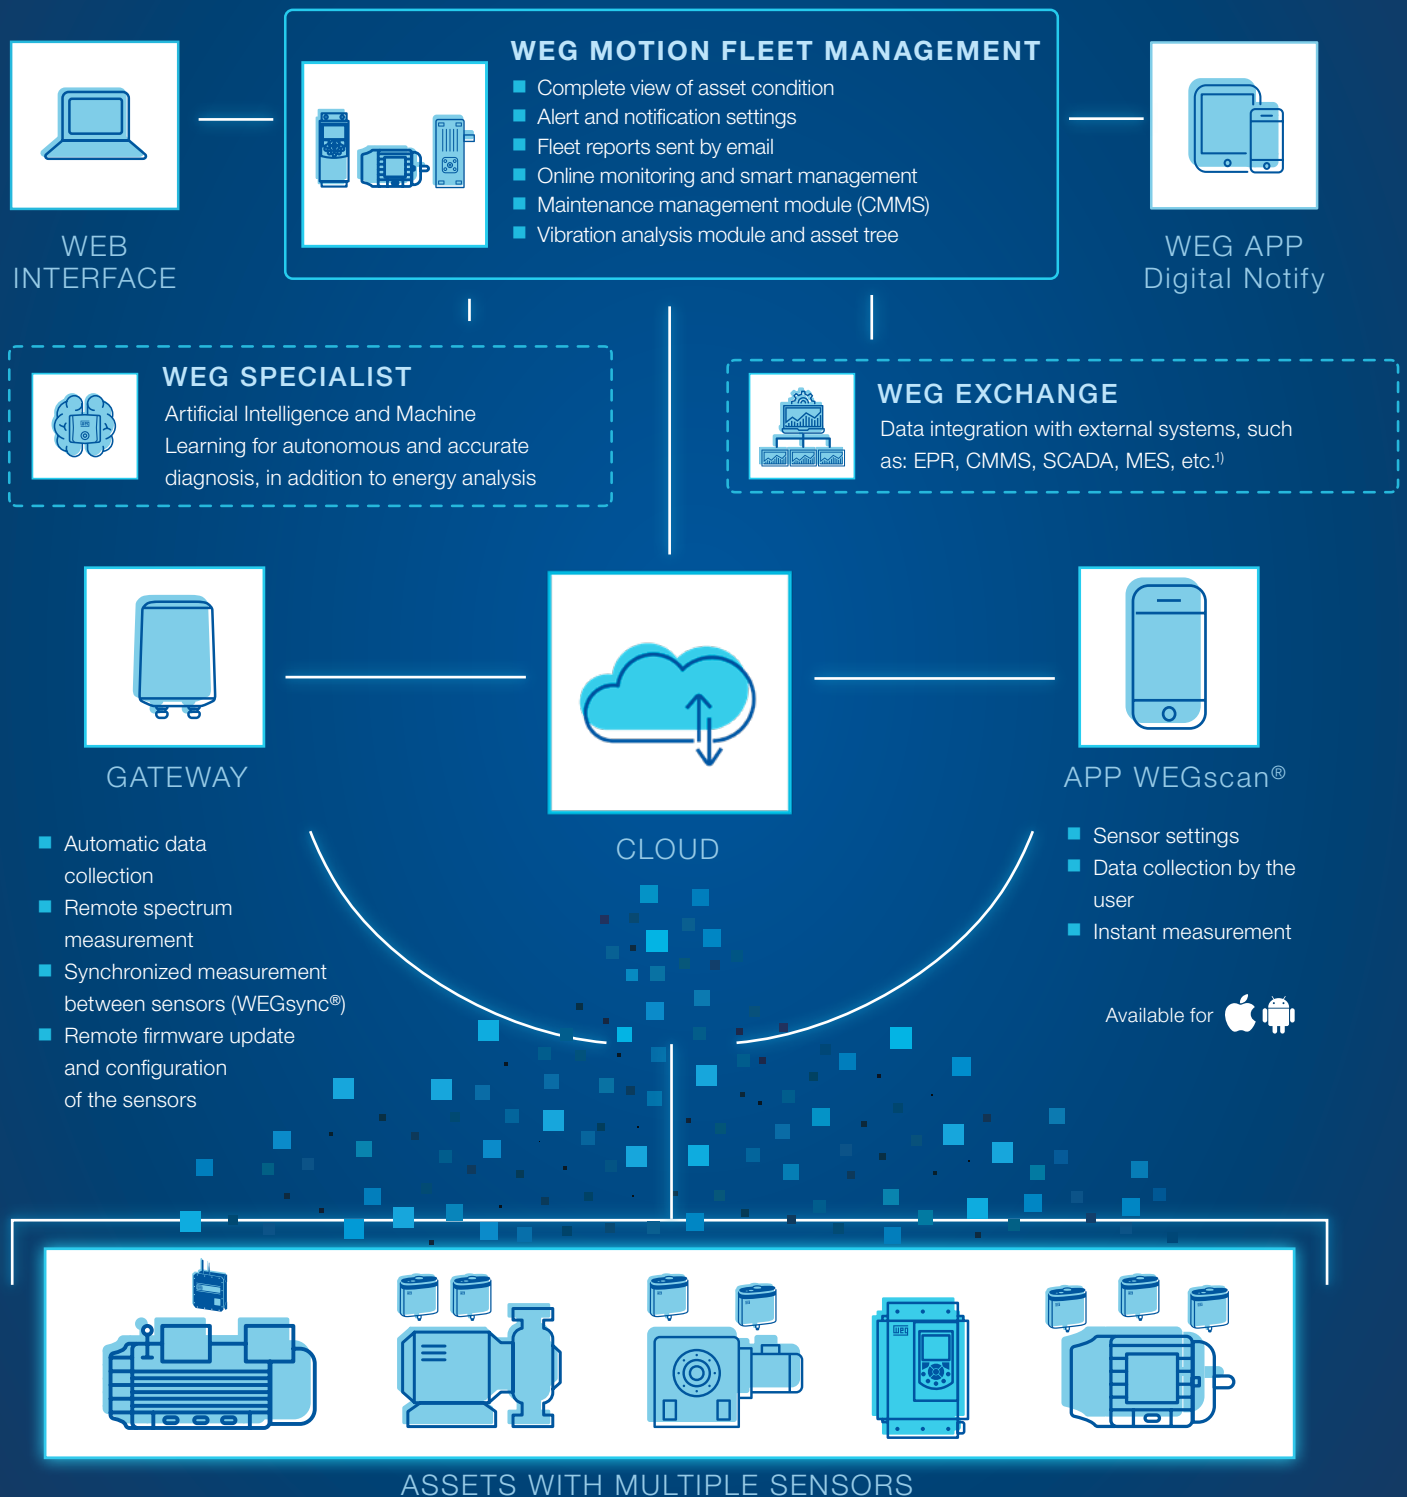 WEG MOTION FLEET MANAGEMENT
Complete view of asset condition
Alert and notification settings
Fleet reports sent by email
Online monitoring and smart management
Maintenance management module (CMMS)
Vibration analysis module and asset tree
WEB
INTERFACE
WEG APP
Digital Notify
WEG SPECIALIST
Artificial Intelligence and Machine
Learning for autonomous and accurate
diagnosis, in addition to energy analysis
WEG EXCHANGE
Data integration with external systems, such
as: EPR, CMMS, SCADA, MES, etc.¹⁾
GATEWAY
Automatic data
collection
Remote spectrum
measurement
Synchronized measurement
between sensors (WEGsync®)
Remote firmware update
and configuration
of the sensors
CLOUD
APP WEGscan®
Sensor settings
Data collection by the
user
Instant measurement
Available for
weg
ASSETS WITH MULTIPLE SENSORS